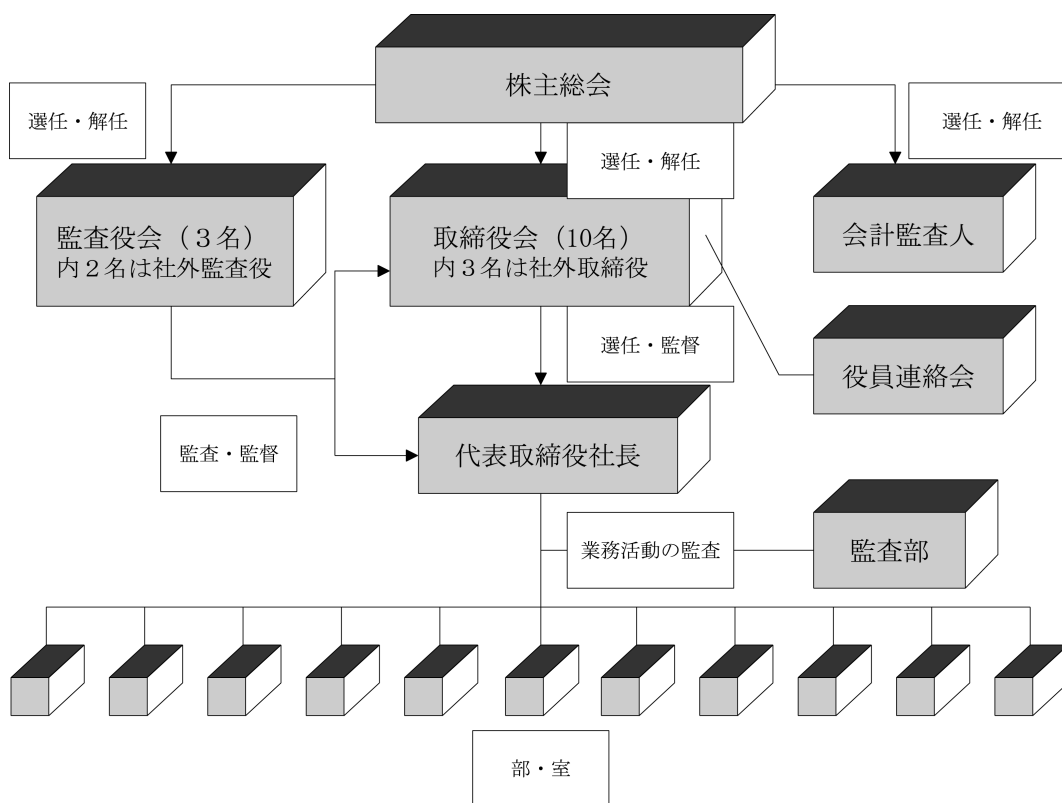 株主総会
選任・解任
選任・解任
選任・解任
監査役会（３名）
内２名は社外監査役
取締役会（10名）
内３名は社外取締役
会計監査人
選任・監督
役員連絡会
監査・監督
代表取締役社長
業務活動の監査
監査部
部・室